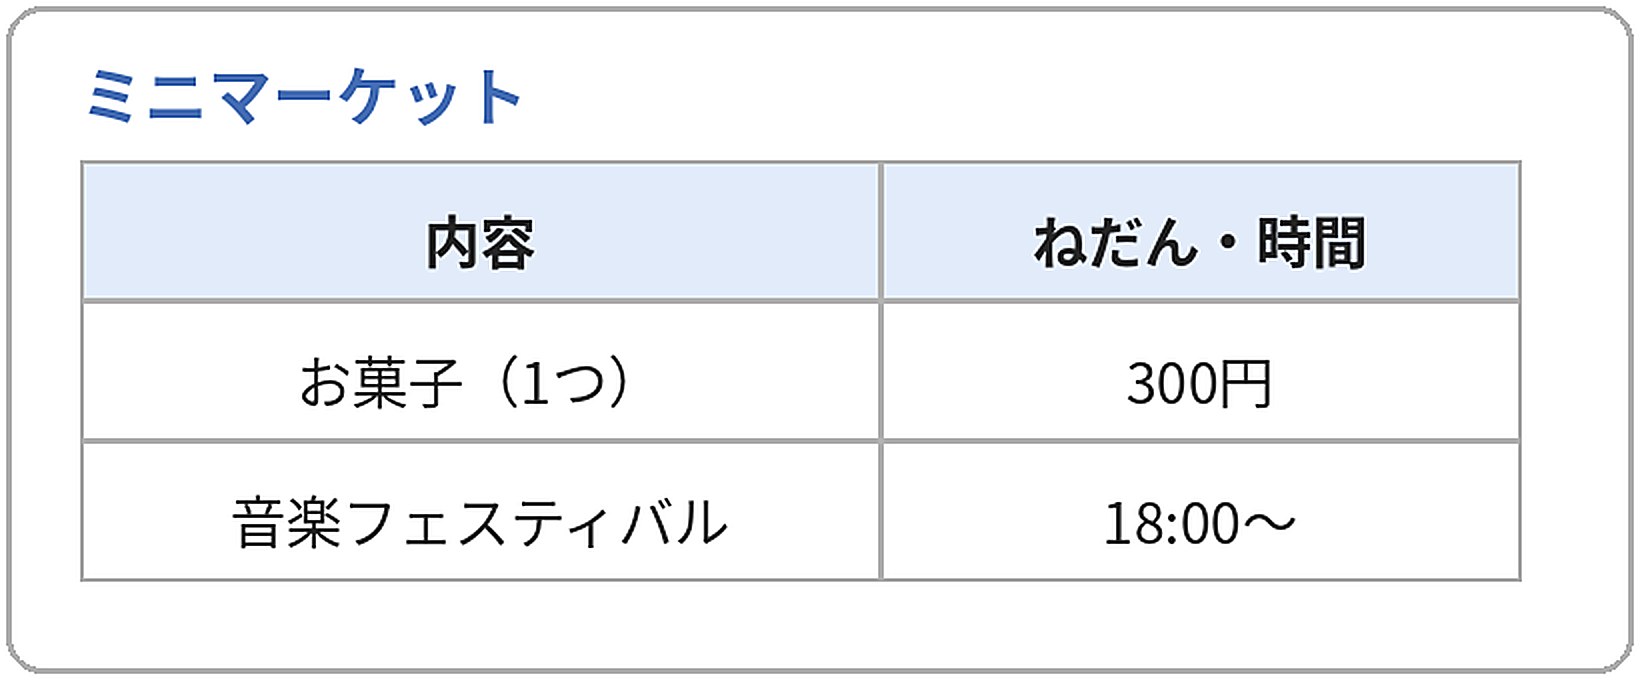 ミニマーケット
内容 ねだん・時間
お菓子（1つ） 300円
音楽フェスティバル 18:00〜